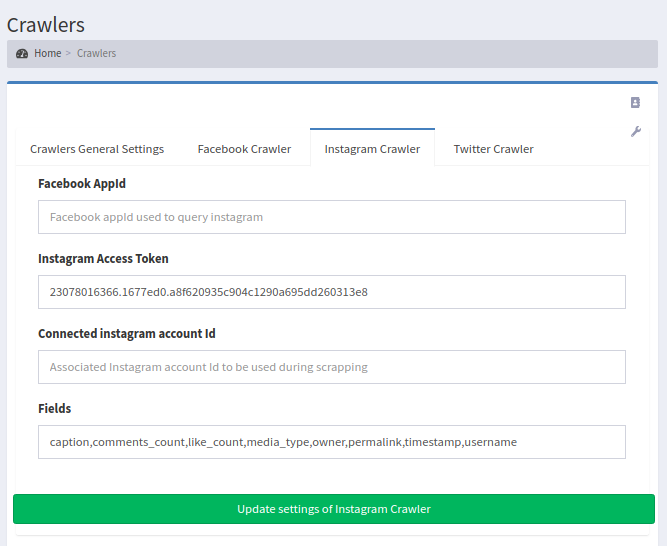 Crawlers
Home > Crawlers
Crawlers General Settings Facebook Crawler Instagram Crawler Twitter Crawler
Facebook AppId
Facebook appId used to query instagram
Instagram Access Token
23078016366.1677ed0.a8f620935c904c1290a695dd260313e8
Connected instagram account Id
Associated Instagram account Id to be used during scrapping
Fields
caption,comments_count,like_count,media_type,owner,permalink,timestamp,username
Update settings of Instagram Crawler